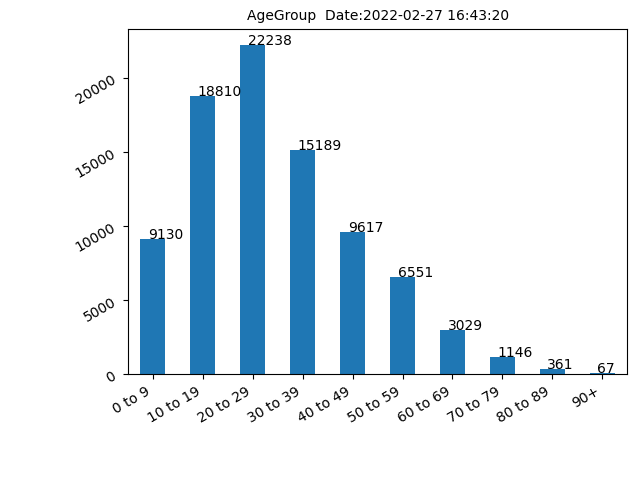 AgeGroup  Date:2022-02-27 16:43:20
22238
20000
18810
15000
15189
10000
9617
9130
6551
5000
3029
1146
361
67
0
0 to 9
10 to 19
20 to 29
30 to 39
40 to 49
50 to 59
60 to 69
70 to 79
80 to 89
90+